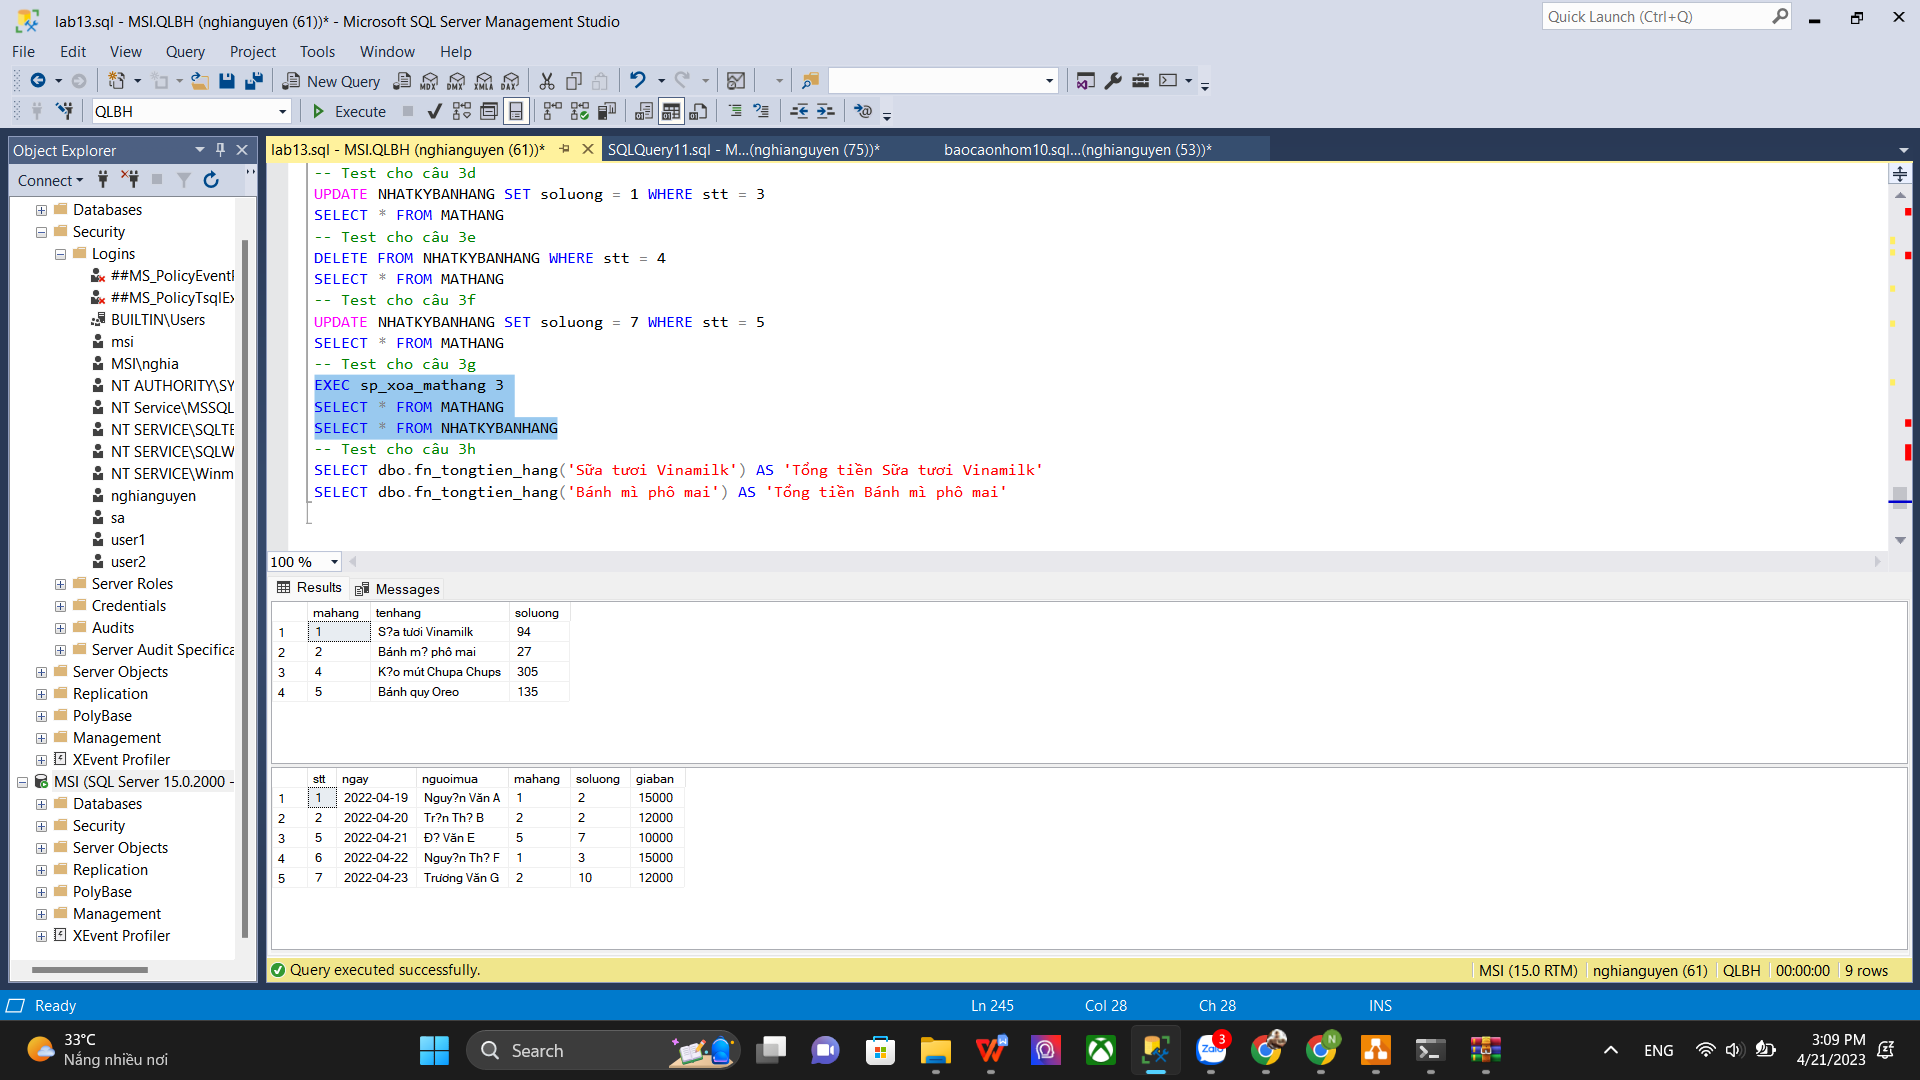 lab13.sql - MSI.QLBH (nghianguyen (61))* - Microsoft SQL Server Management Studio
Quick Launch (Ctrl+Q)
File Edit View Query Project Tools Window Help
New Query
MDX DMX XMLA DAX
QLBH
Execute
Object Explorer
lab13.sql - MSI.QLBH (nghianguyen (61))*
SQLQuery11.sql - M...(nghianguyen (75))*
baocaonhom10.sql...(nghianguyen (53))*
Connect
Databases
Security
Logins
##MS_PolicyEventF
##MS_PolicyTsqlEx
BUILTIN\Users
msi
MSI\nghia
NT AUTHORITY\SY
NT Service\MSSQL
NT SERVICE\SQLTE
NT SERVICE\SQLW
NT SERVICE\Winm
nghianguyen
sa
user1
user2
Server Roles
Credentials
Audits
Server Audit Specifica
Server Objects
Replication
PolyBase
Management
XEvent Profiler
MSI (SQL Server 15.0.2000 -
Databases
Security
Server Objects
Replication
PolyBase
Management
XEvent Profiler
-- Test cho câu 3d
UPDATE NHATKYBANHANG SET soluong = 1 WHERE stt = 3
SELECT * FROM MATHANG
-- Test cho câu 3e
DELETE FROM NHATKYBANHANG WHERE stt = 4
SELECT * FROM MATHANG
-- Test cho câu 3f
UPDATE NHATKYBANHANG SET soluong = 7 WHERE stt = 5
SELECT * FROM MATHANG
-- Test cho câu 3g
EXEC sp_xoa_mathang 3
SELECT * FROM MATHANG
SELECT * FROM NHATKYBANHANG
-- Test cho câu 3h
SELECT dbo.fn_tongtien_hang('Sữa tươi Vinamilk') AS 'Tổng tiền Sữa tươi Vinamilk'
SELECT dbo.fn_tongtien_hang('Bánh mì phô mai') AS 'Tổng tiền Bánh mì phô mai'
100 %
Results Messages
mahang tenhang soluong
1 1 S?a tươi Vinamilk 94
2 2 Bánh m? phô mai 27
3 4 K?o mút Chupa Chups 305
4 5 Bánh quy Oreo 135
stt ngay nguoimua mahang soluong giaban
1 1 2022-04-19 Nguy?n Văn A 1 2 15000
2 2 2022-04-20 Tr?n Th? B 2 2 12000
3 5 2022-04-21 Đ? Văn E 5 7 10000
4 6 2022-04-22 Nguy?n Th? F 1 3 15000
5 7 2022-04-23 Trương Văn G 2 10 12000
Query executed successfully.
MSI (15.0 RTM) nghianguyen (61) QLBH 00:00:00 9 rows
Ready
Ln 245 Col 28 Ch 28 INS
33°C
Nắng nhiều nơi
Search
Zalo
3
N
ENG
3:09 PM
4/21/2023